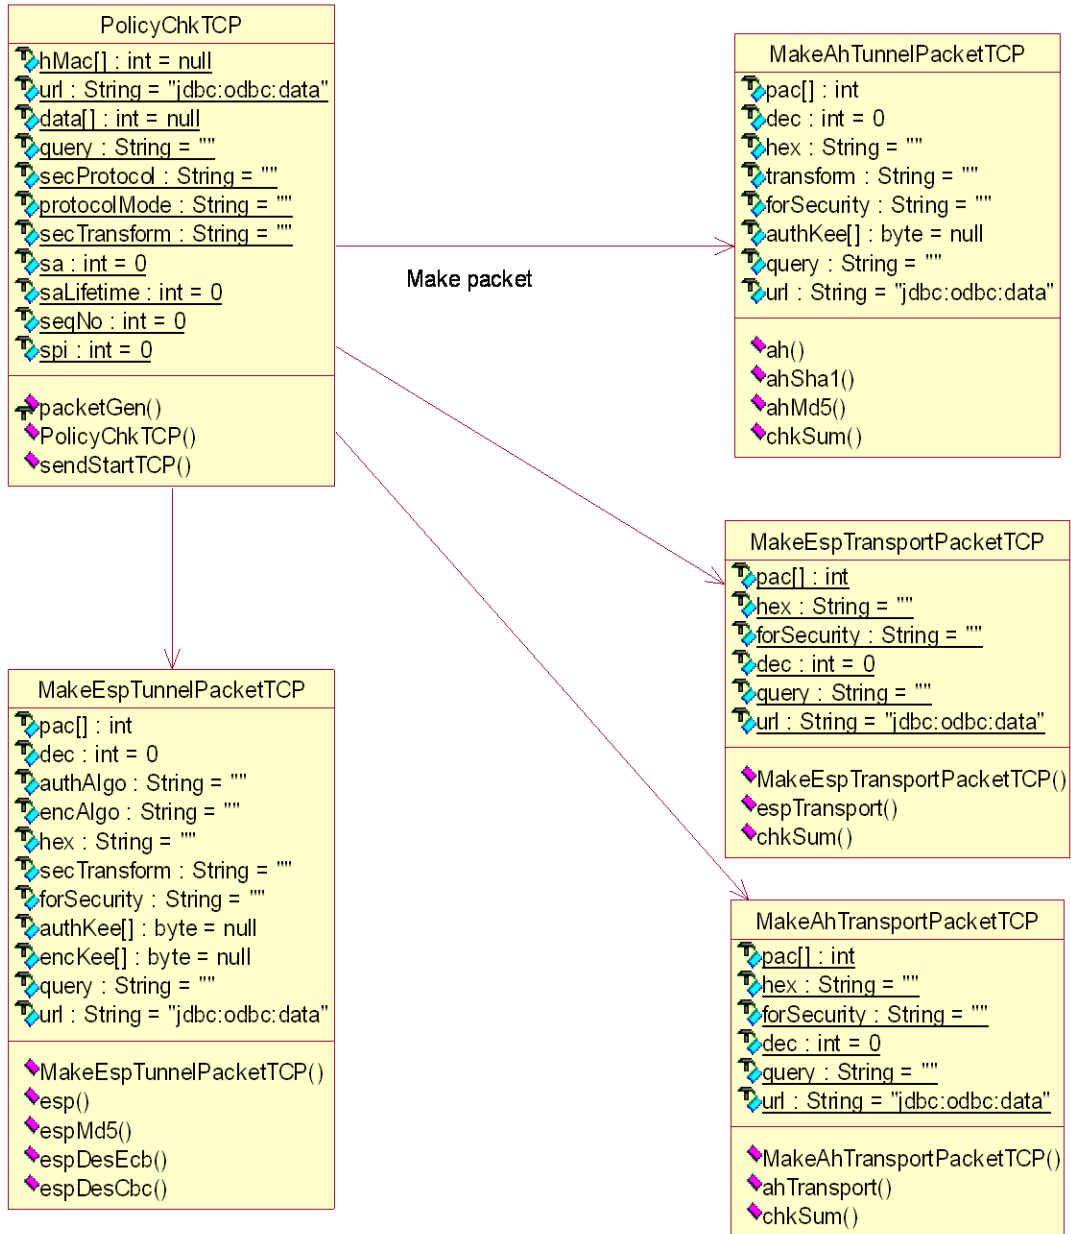 PolicyChkTCP
hMac[] : int = null
url : String = "jdbc:odbc:data"
data[] : int = null
query : String = ""
secProtocol : String = ""
protocolMode : String = ""
secTransform : String = ""
sa : int = 0
saLifetime : int = 0
seqNo : int = 0
spi : int = 0
packetGen()
PolicyChkTCP()
sendStartTCP()
Make packet
MakeAhTunnelPacketTCP
pac[] : int
dec : int = 0
hex : String = ""
transform : String = ""
forSecurity : String = ""
authKee[] : byte = null
query : String = ""
url : String = "jdbc:odbc:data"
ah()
ahSha1()
ahMd5()
chkSum()
MakeEspTransportPacketTCP
pac[] : int
hex : String = ""
forSecurity : String = ""
dec : int = 0
query : String = ""
url : String = "jdbc:odbc:data"
MakeEspTransportPacketTCP()
espTransport()
chkSum()
MakeEspTunnelPacketTCP
pac[] : int
dec : int = 0
authAlgo : String = ""
encAlgo : String = ""
hex : String = ""
secTransform : String = ""
forSecurity : String = ""
authKee[] : byte = null
encKee[] : byte = null
query : String = ""
url : String = "jdbc:odbc:data"
MakeEspTunnelPacketTCP()
esp()
espMd5()
espDesEcb()
espDesCbc()
MakeAhTransportPacketTCP
pac[] : int
hex : String = ""
forSecurity : String = ""
dec : int = 0
query : String = ""
url : String = "jdbc:odbc:data"
MakeAhTransportPacketTCP()
ahTransport()
chkSum()